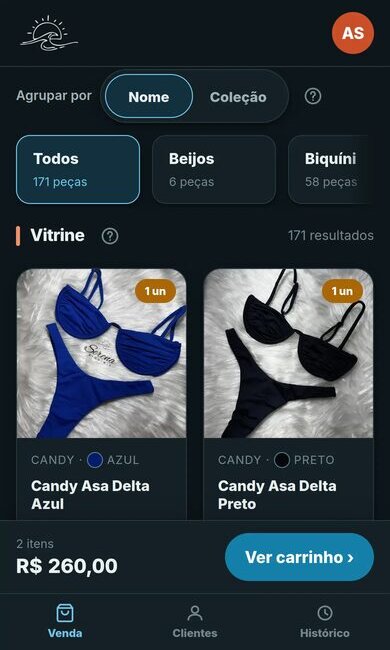 AS
Agrupar por
Nome
Coleção
?
Todos
171 peças
Beijos
6 peças
Biquíni
58 peças
Vitrine
?
171 resultados
1 un
Serena
1 un
CANDY · AZUL
Candy Asa Delta
Azul
CANDY · PRETO
Candy Asa Delta
Preto
2 itens
R$ 260,00
Ver carrinho ›
Venda
Clientes
Histórico